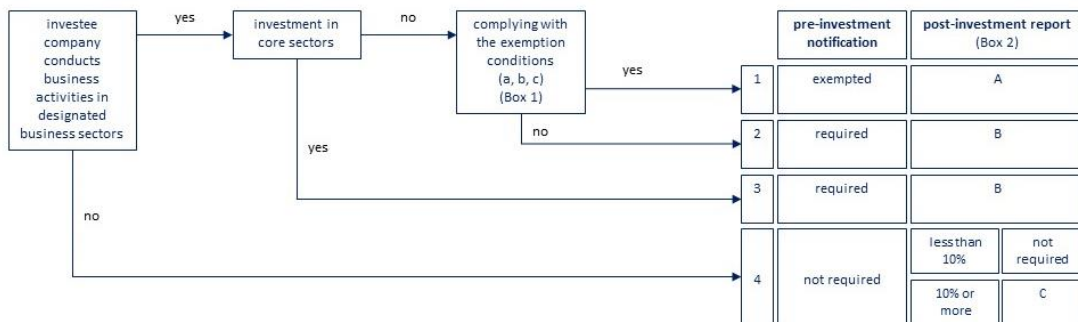 investee
company
conducts
business
activities in
designated
business sectors
yes
investment in
core sectors
no
complying with
the exemption
conditions
(a, b, c)
(Box 1)
yes
no
yes
no
pre-investment
notification
post-investment report
(Box 2)
1
exempted
A
2
required
B
3
required
B
4
not required
less than
10%
not
required
10% or
more
C